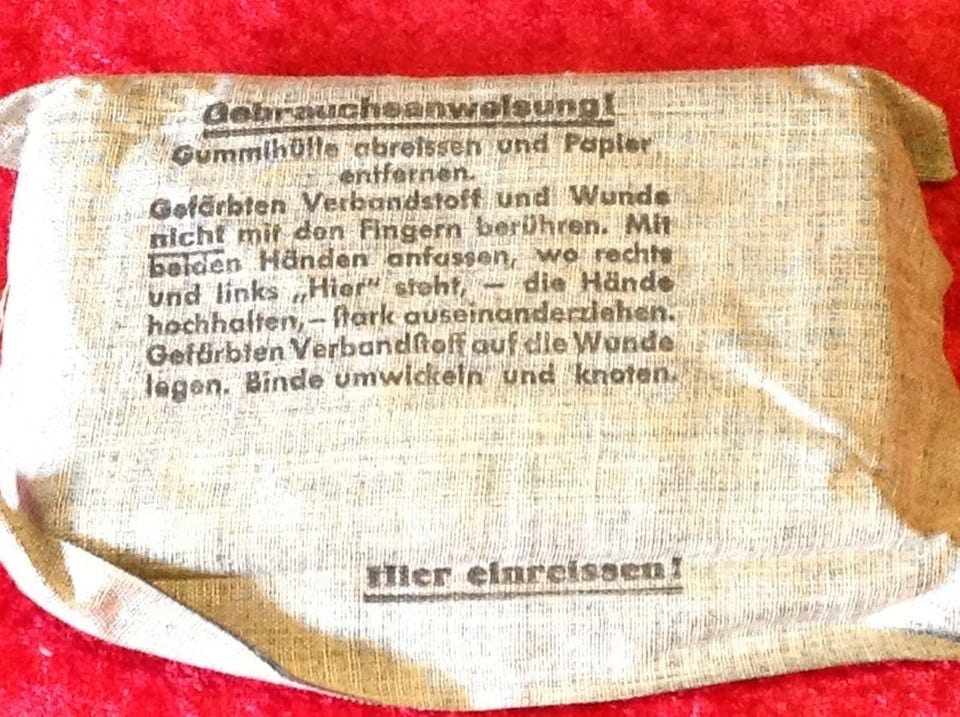 Gebrauchsanweisung!
Gummihülle abreissen und Papier
entfernen.
Gefärbten Verbandstoff und Wunde
nicht mit den Fingern berühren. Mit
beiden Händen anfassen, wo rechts
und links „Hier“ steht, — die Hände
hochhalten,— stark auseinanderziehen.
Gefärbten Verbandstoff auf die Wunde
legen. Binde umwickeln und knoten.
Hier einreissen!